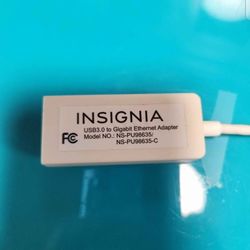 INSIGNIA
USB3.0 to Gigabit Ethernet Adapter
Model NO.: NS-PU98635/
NS-PU98635-C
FC